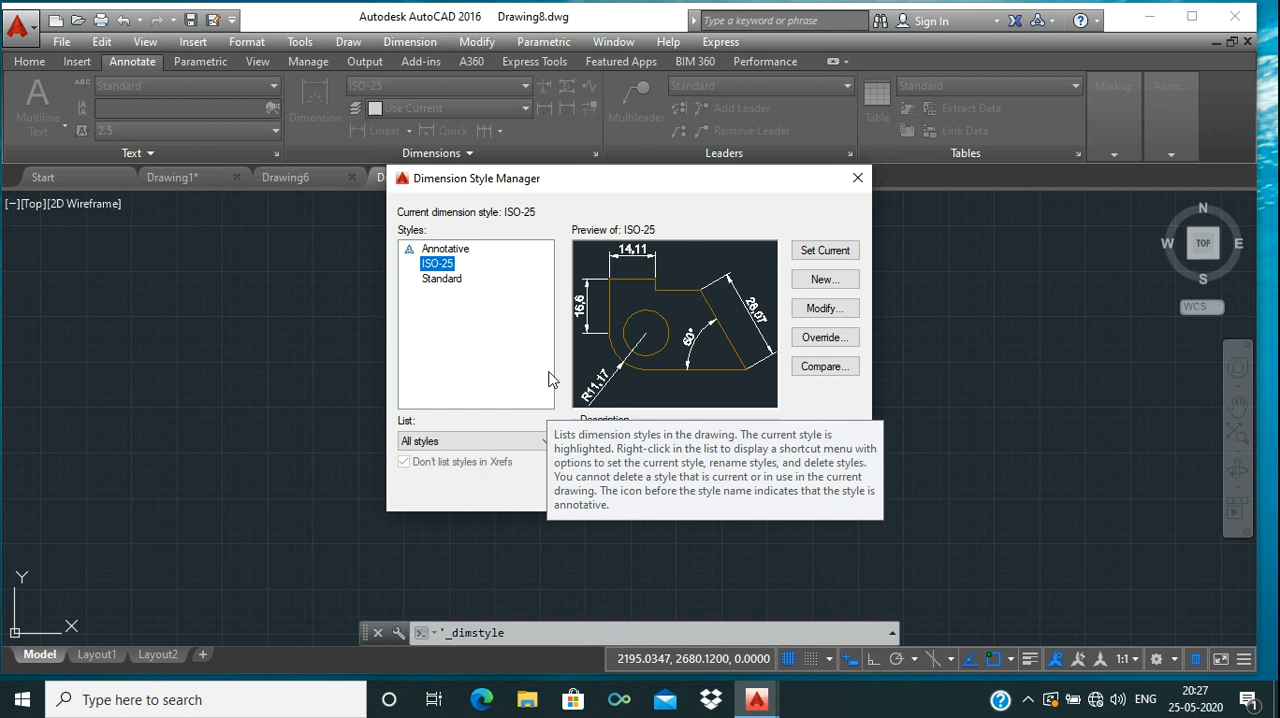 Autodesk AutoCAD 2016 Drawing8.dwg
Type a keyword or phrase
Sign In
File Edit View Insert Format Tools Draw Dimension Modify Parametric Window Help Express
Home Insert Annotate Parametric View Manage Output Add-ins A360 Express Tools Featured Apps BIM 360 Performance
ABC Standard
ISO-25
Standard
Standard
Markup
Anno...
Multiline
Text
Dimension
Use Current
Multileader
Add Leader
Table
Extract Data
2.5
Linear
Quick
Remove Leader
Link Data
Text
Dimensions
Leaders
Tables
Start
Drawing1*
Drawing6
[−][Top][2D Wireframe]
Dimension Style Manager
Current dimension style: ISO-25
Styles:
Annotative
ISO-25
Standard
Preview of: ISO-25
14,11
16,6
28,07
60°
R11,17
Set Current
New...
Modify...
Override...
Compare...
List:
All styles
Don't list styles in Xrefs
Description
Lists dimension styles in the drawing. The current style is
highlighted. Right-click in the list to display a shortcut menu with
options to set the current style, rename styles, and delete styles.
You cannot delete a style that is current or in use in the current
drawing. The icon before the style name indicates that the style is
annotative.
N
W TOP E
S
WCS
Y
X
'_dimstyle
Model Layout1 Layout2
2195.0347, 2680.1200, 0.0000
1:1
Type here to search
ENG
20:27
25-05-2020
1